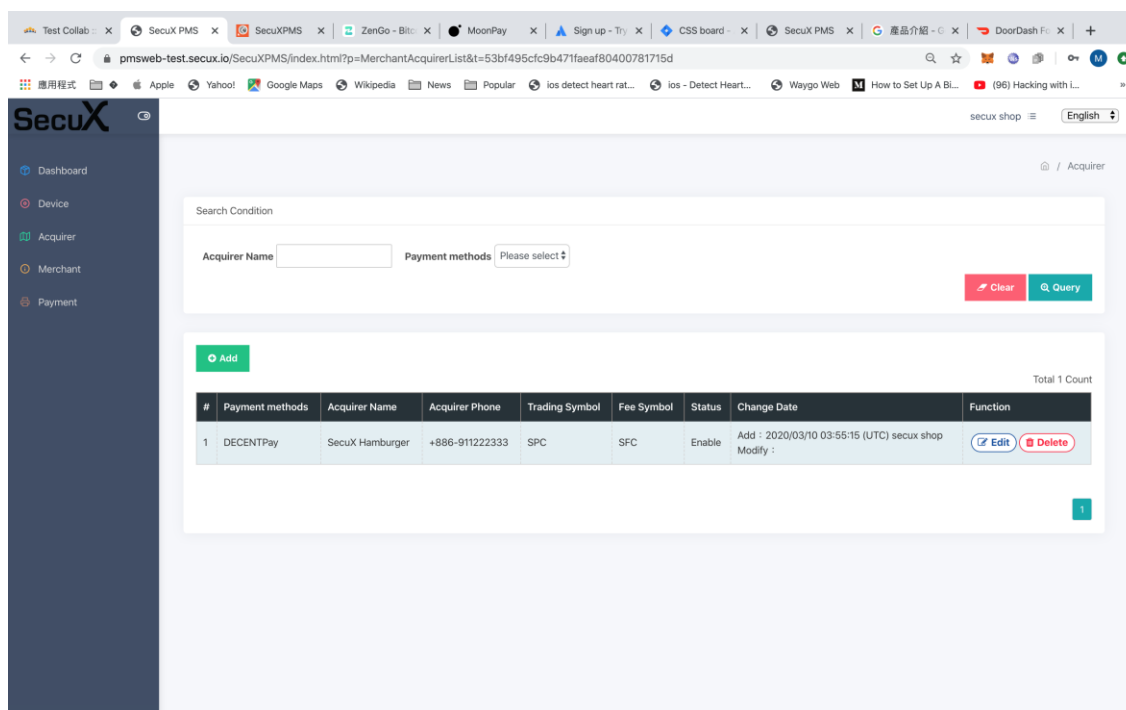 Test Collab :: x SecuX PMS x SecuXPMS x ZenGo - Bitc x MoonPay x Sign up - Try x CSS board - x SecuX PMS x 產品介紹 - G x DoorDash Fo x +
pmsweb-test.secux.io/SecuXPMS/index.html?p=MerchantAcquirerList&t=53bf495cfc9b471faeaf80400781715d
應用程式 Apple Yahoo! Google Maps Wikipedia News Popular ios detect heart rat... ios - Detect Heart... Waygo Web How to Set Up A Bi... (96) Hacking with i... »
SecuX secux shop English
/ Acquirer
Dashboard
Device
Acquirer
Merchant
Payment
Search Condition
Acquirer Name Payment methods Please select
Clear Query
Add
Total 1 Count
# Payment methods Acquirer Name Acquirer Phone Trading Symbol Fee Symbol Status Change Date Function
1 DECENTPay SecuX Hamburger +886-911222333 SPC SFC Enable Add：2020/03/10 03:55:15 (UTC) secux shop Edit Delete
Modify：
1